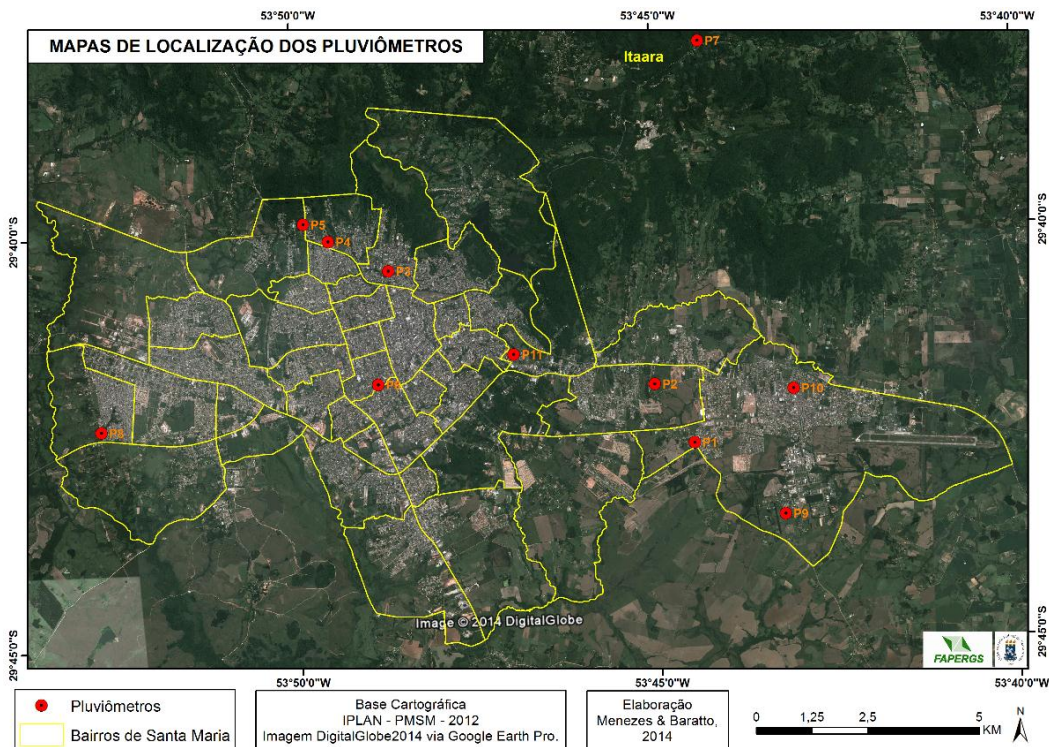 53°50'0"W
53°45'0"W
53°40'0"W
MAPAS DE LOCALIZAÇÃO DOS PLUVIÔMETROS
P7
Itaara
29°40'0"S
29°40'0"S
P5
P4
P3
P11
P2
P10
P8
P1
P9
Image © 2014 DigitalGlobe
29°45'0"S
29°45'0"S
FAPERGS
53°50'0"W
53°45'0"W
53°40'0"W
Pluviômetros
Bairros de Santa Maria
Base Cartográfica
IPLAN - PMSM - 2012
Imagem DigitalGlobe2014 via Google Earth Pro.
Elaboração
Menezes & Baratto,
2014
0 1,25 2,5 5
KM
N